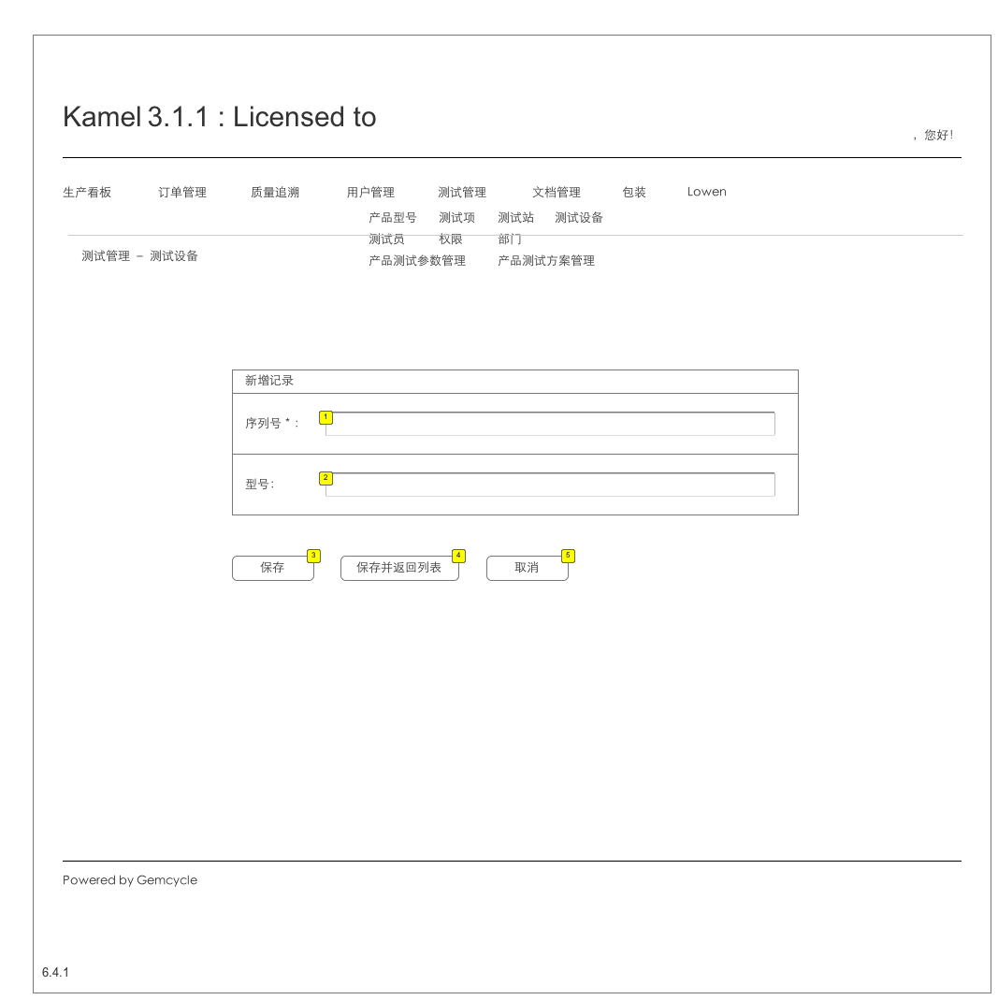 Kamel 3.1.1 : Licensed to
，您好!
生产看板 订单管理 质量追溯 用户管理 测试管理 文档管理 包装 Lowen
产品型号 测试项 测试站 测试设备
测试员 权限 部门
测试管理 – 测试设备
产品测试参数管理 产品测试方案管理
新增记录
序列号 * :
1
型号:
2
保存 3
保存并返回列表 4
取消 5
Powered by Gemcycle
6.4.1